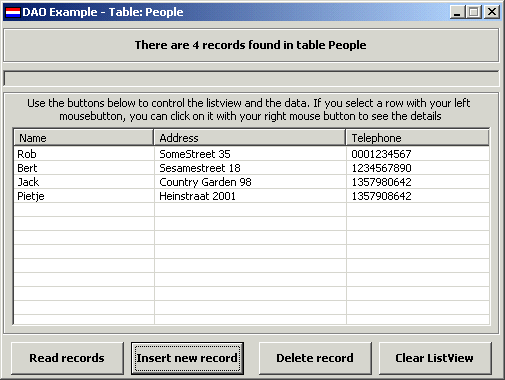 DAO Example - Table: People
There are 4 records found in table People
Use the buttons below to control the listview and the data. If you select a row with your left
mousebutton, you can click on it with your right mouse button to see the details
Name Address Telephone
Rob SomeStreet 35 0001234567
Bert Sesamestreet 18 1234567890
Jack Country Garden 98 1357980642
Pietje Heinstraat 2001 1357908642
Read records Insert new record Delete record Clear ListView